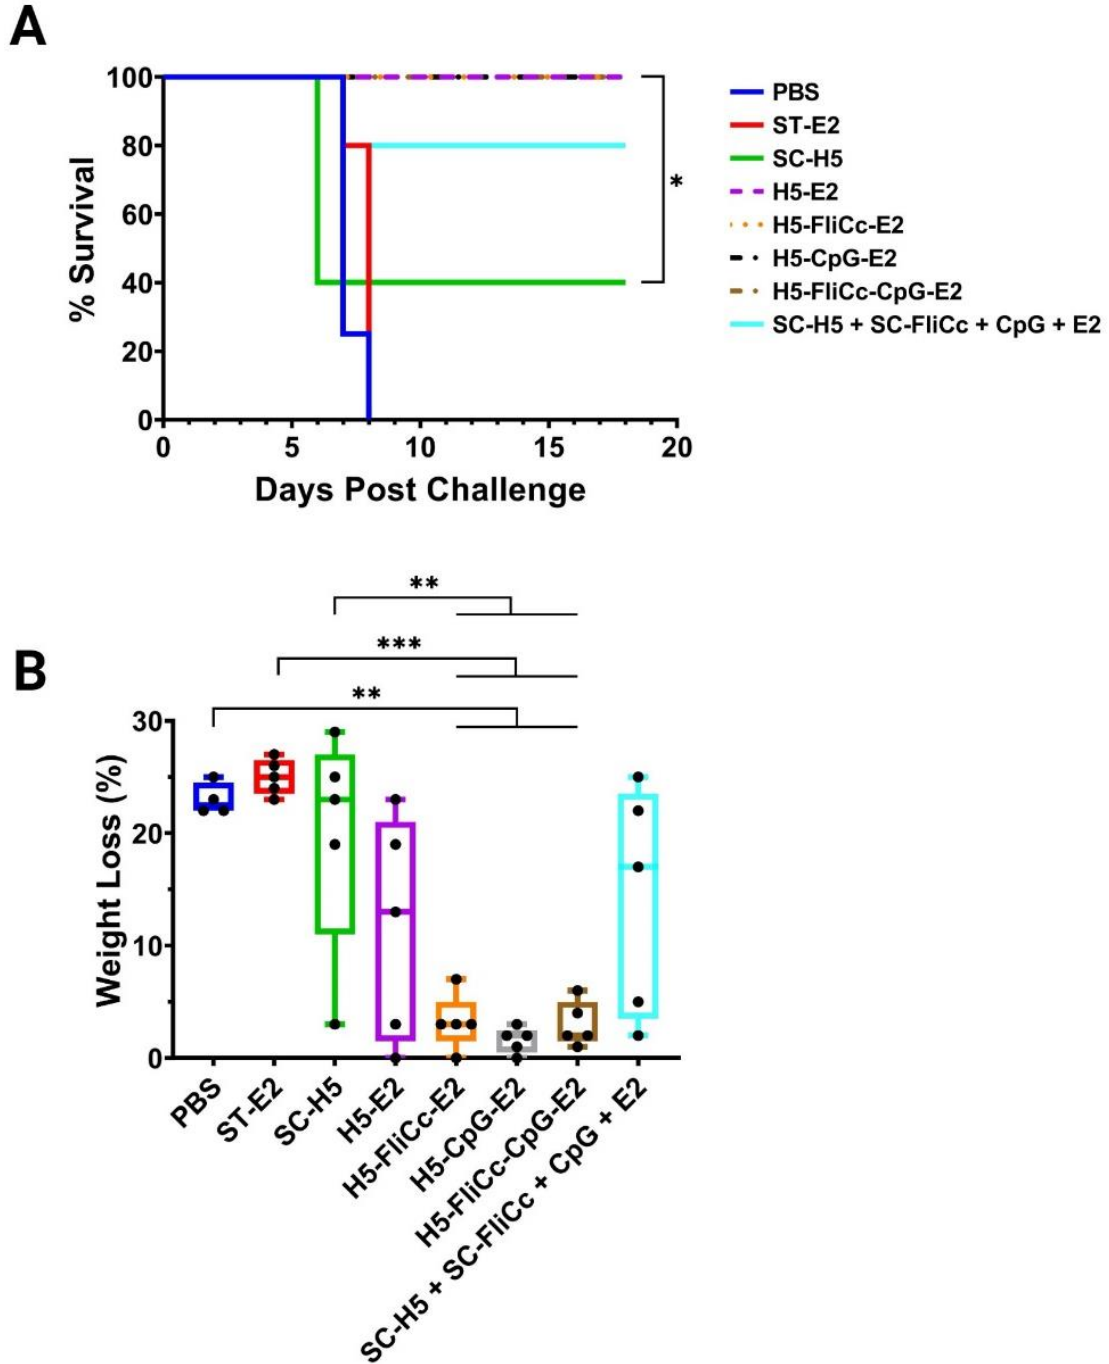 A
% Survival
100
80
60
40
20
0
0 5 10 15 20
Days Post Challenge
*
PBS
ST-E2
SC-H5
H5-E2
H5-FliCc-E2
H5-CpG-E2
H5-FliCc-CpG-E2
SC-H5 + SC-FliCc + CpG + E2
B
**
***
**
Weight Loss (%)
30
20
10
0
PBS
ST-E2
SC-H5
H5-E2
H5-FliCc-E2
H5-CpG-E2
H5-FliCc-CpG-E2
SC-H5 + SC-FliCc + CpG + E2